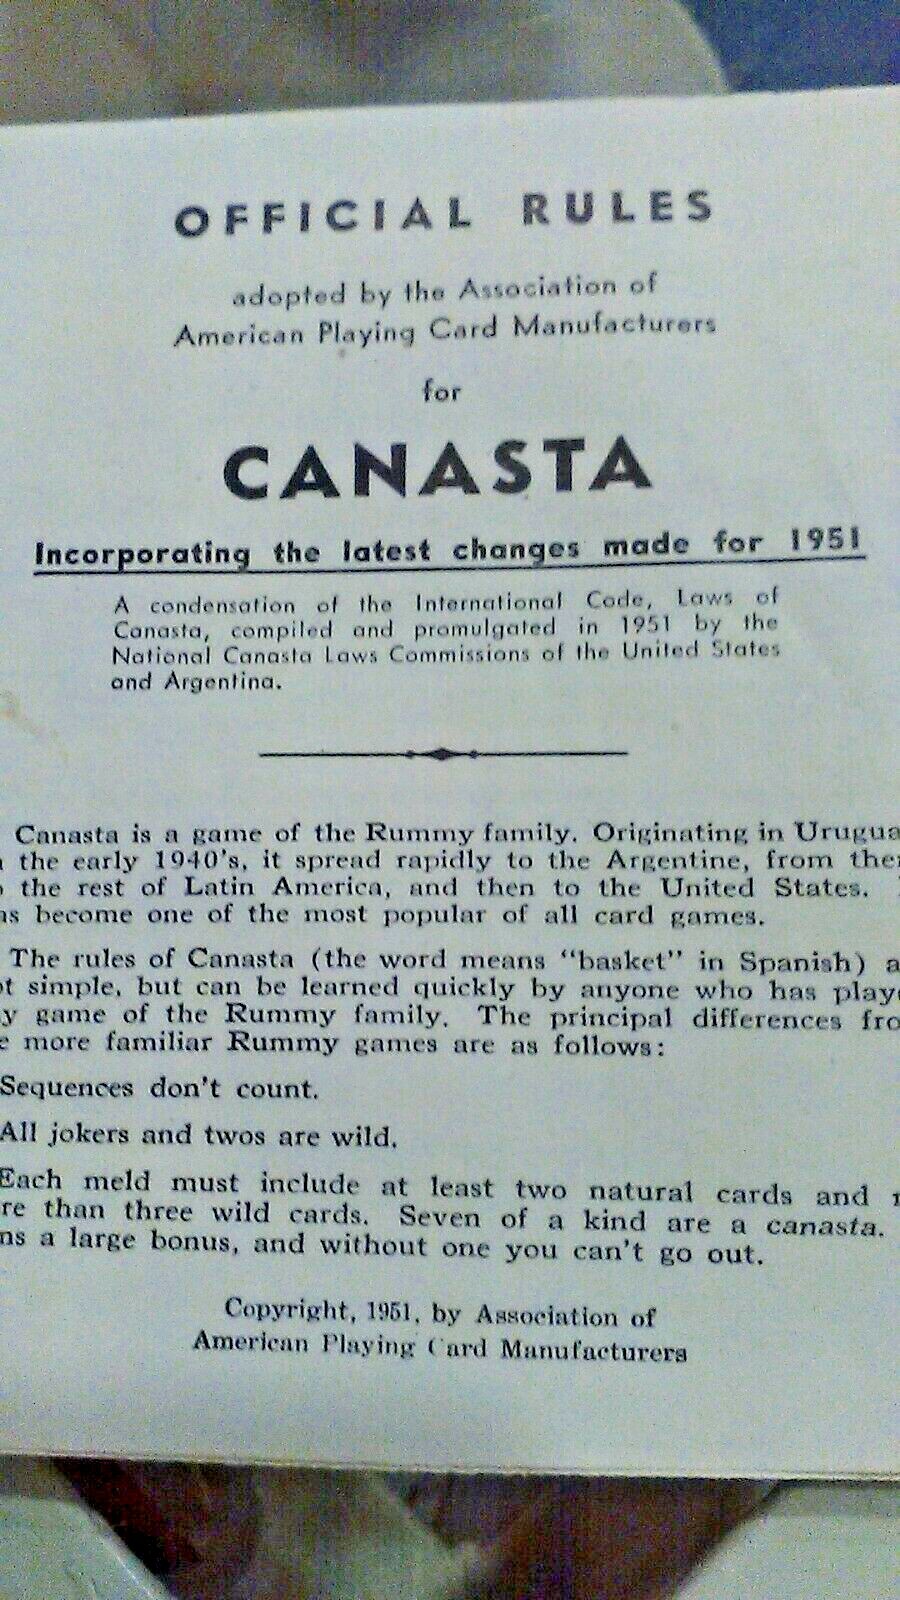 OFFICIAL RULES
adopted by the Association of
American Playing Card Manufacturers
for
CANASTA
Incorporating the latest changes made for 1951
A condensation of the International Code, Laws of
Canasta, compiled and promulgated in 1951 by the
National Canasta Laws Commissions of the United States
and Argentina.
Canasta is a game of the Rummy family. Originating in Urugua
the early 1940's, it spread rapidly to the Argentine, from ther
the rest of Latin America, and then to the United States.
as become one of the most popular of all card games.
The rules of Canasta (the word means "basket" in Spanish) a
ot simple, but can be learned quickly by anyone who has playe
y game of the Rummy family. The principal differences fro
e more familiar Rummy games are as follows:
Sequences don't count.
All jokers and twos are wild.
Each meld must include at least two natural cards and
re than three wild cards. Seven of a kind are a canasta.
ns a large bonus, and without one you can't go out.
Copyright, 1951, by Association of
American Playing Card Manufacturers